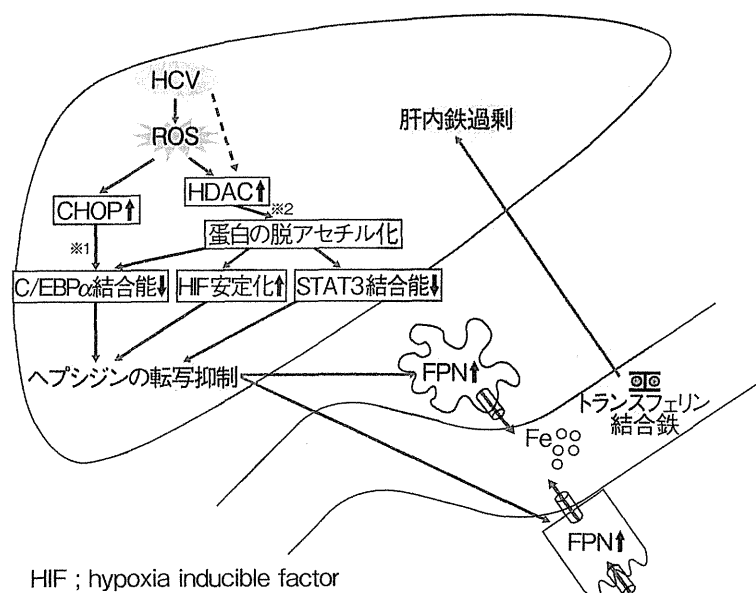 HCV
ROS
肝内鉄過剰
HDAC⬆
CHOP⬆
※2
※1
蛋白の脱アセチル化
C/EBPα結合能⬇
HIF安定化⬆
STAT3結合能⬇
ヘプシジンの転写抑制
FPN⬆
トランスフェリン
結合鉄
Fe
FPN⬆
HIF ; hypoxia inducible factor